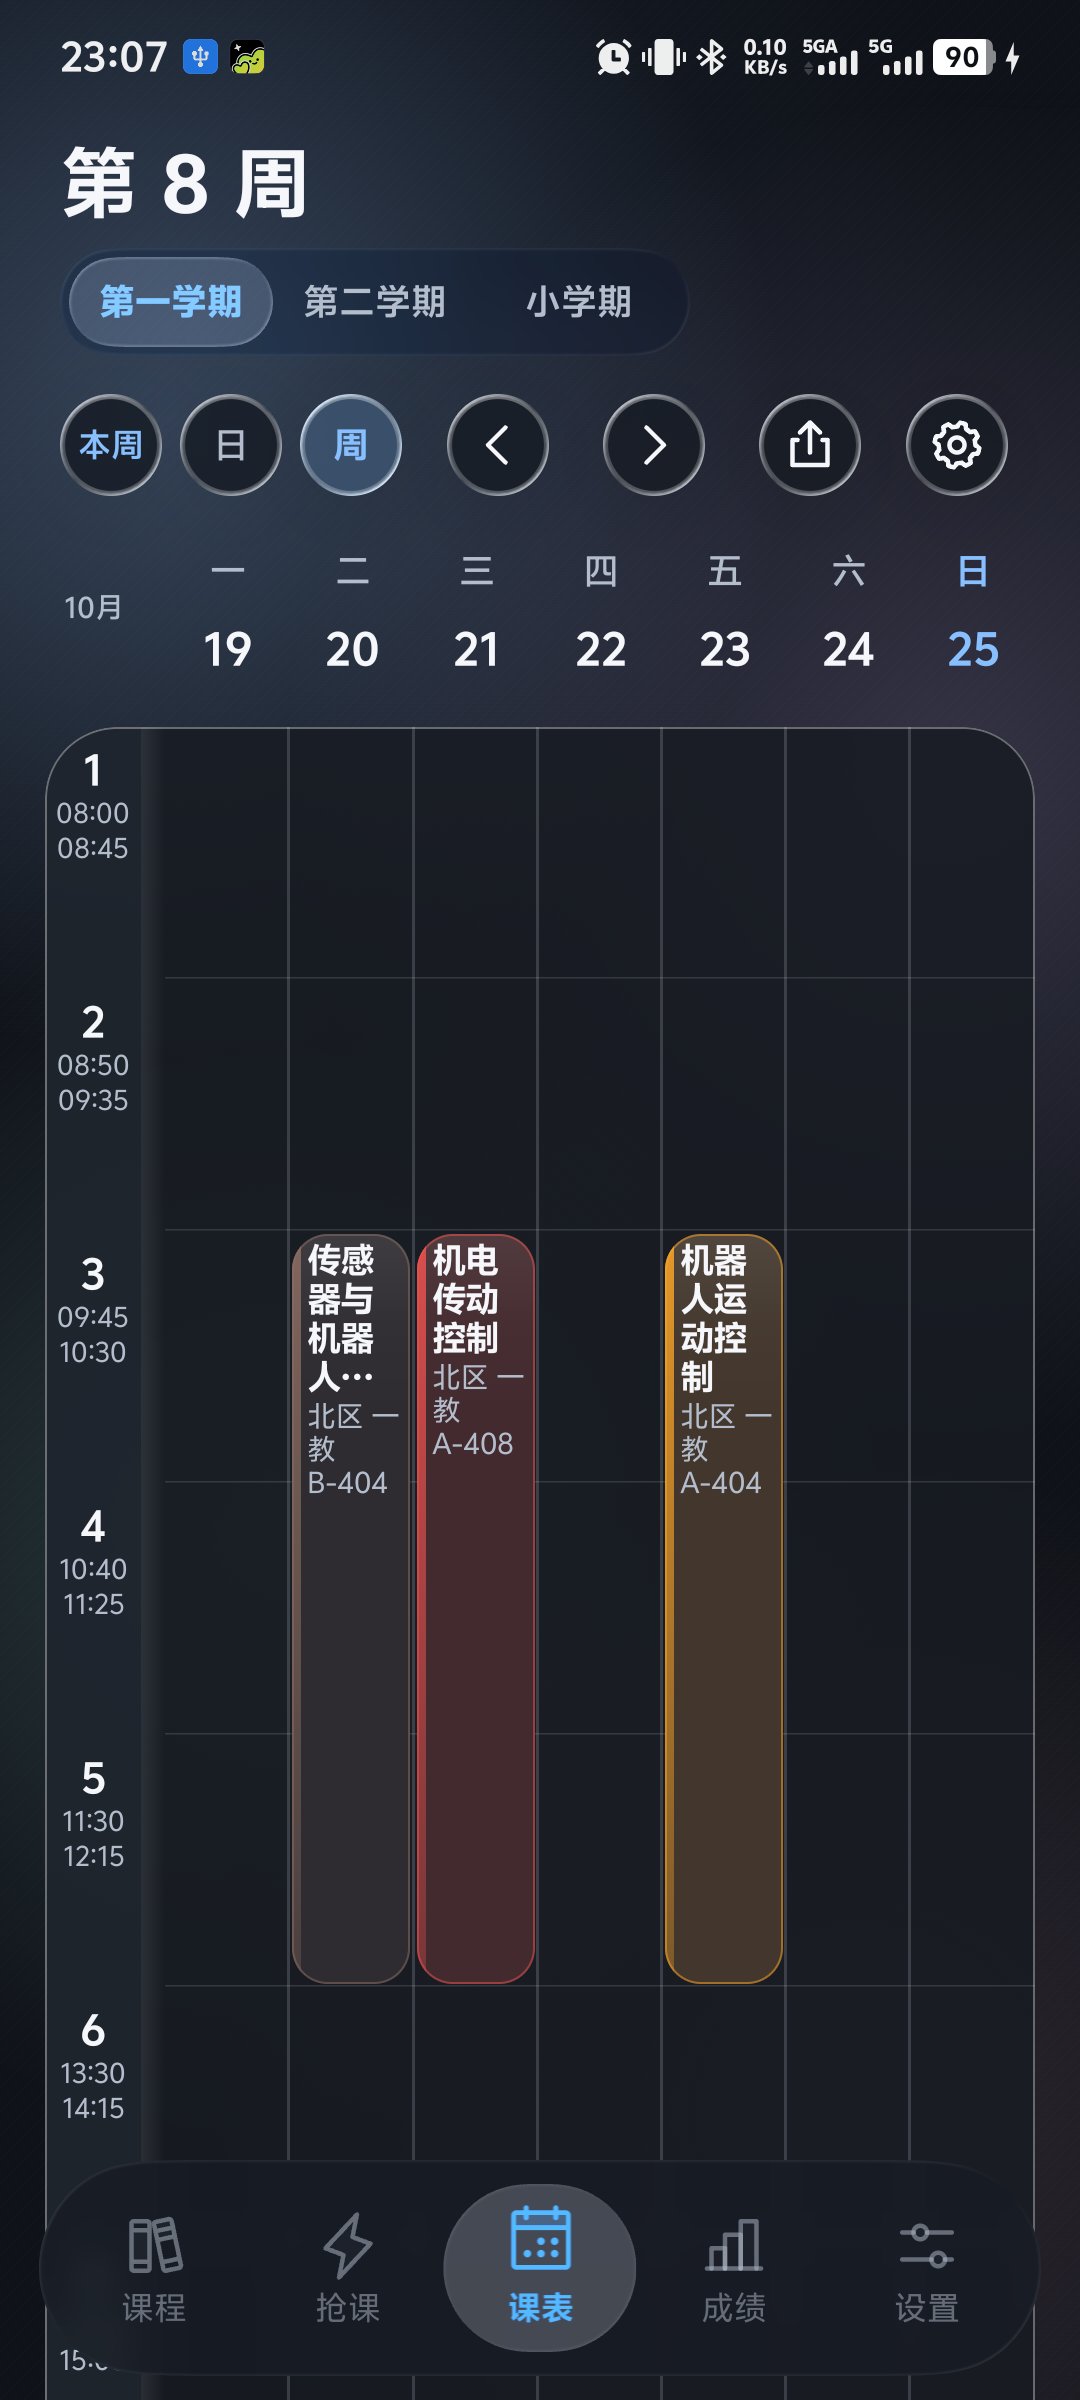 23:07 0.10 KB/s 5GA 5G 90
第 8 周
第一学期 第二学期 小学期
本周 日 周
10月
一 二 三 四 五 六 日
19 20 21 22 23 24 25
1
08:00
08:45
2
08:50
09:35
3
09:45
10:30
传感
器与
机器
人…
北区 一
教
B-404
机电
传动
控制
北区 一
教
A-408
机器
人运
动控
制
北区 一
教
A-404
4
10:40
11:25
5
11:30
12:15
6
13:30
14:15
课程 抢课 课表 成绩 设置